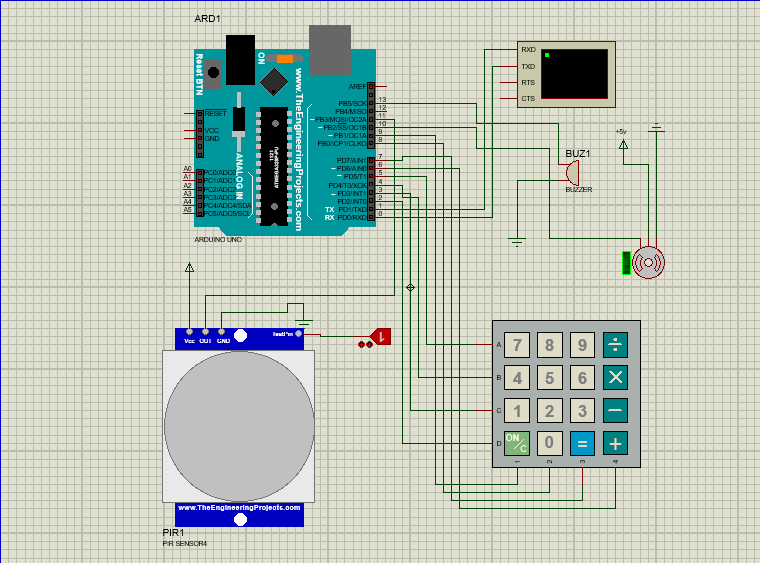 ARD1
Reset BTN
ON
www.TheEngineeringProjects.com
ANALOG IN
RESET
VCC
GND
A0 PC0/ADC0
A1 PC1/ADC1
A2 PC2/ADC2
A3 PC3/ADC3
A4 PC4/ADC4/SDA
A5 PC5/ADC5/SCL
AREF
PB5/SCK 13
PB4/MISO 12
~PB3/MOSI/OC2A 11
~PB2/SS/OC1B 10
~PB1/OC1A 9
PB0/ICP1/CLKO 8
PD7/AIN1 7
~PD6/AIN0 6
~PD5/T1 5
PD4/T0/XCK 4
~PD3/INT1 3
PD2/INT0 2
TX PD1/TXD 1
RX PD0/RXD 0
ARDUINO UNO
RXD
TXD
RTS
CTS
+5v
BUZ1
BUZZER
Vcc OUT GND
www.TheEngineeringProjects.com
PIR1
PIR SENSOR4
1
A 7 8 9 ÷
B 4 5 6 ×
C 1 2 3 −
D ON/C 0 = +
1 2 3 4